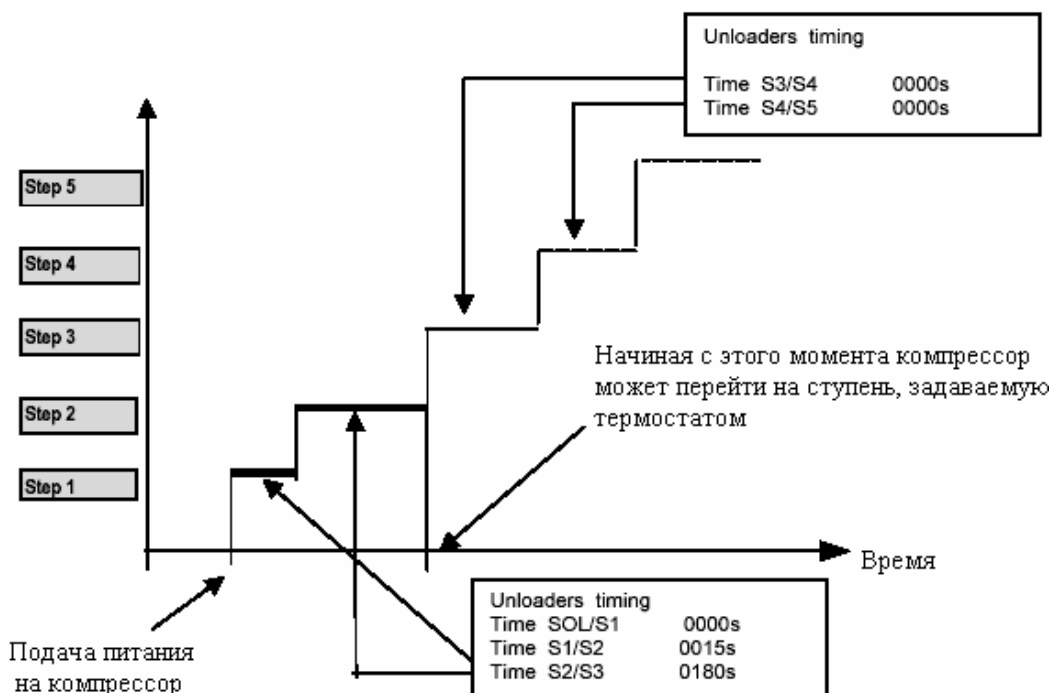 Unloaders timing
Time S3/S4 0000s
Time S4/S5 0000s
Step 5
Step 4
Step 3
Step 2
Step 1
Начиная с этого момента компрессор
может перейти на ступень, задаваемую
термостатом
Время
Подача питания
на компрессор
Unloaders timing
Time SOL/S1 0000s
Time S1/S2 0015s
Time S2/S3 0180s